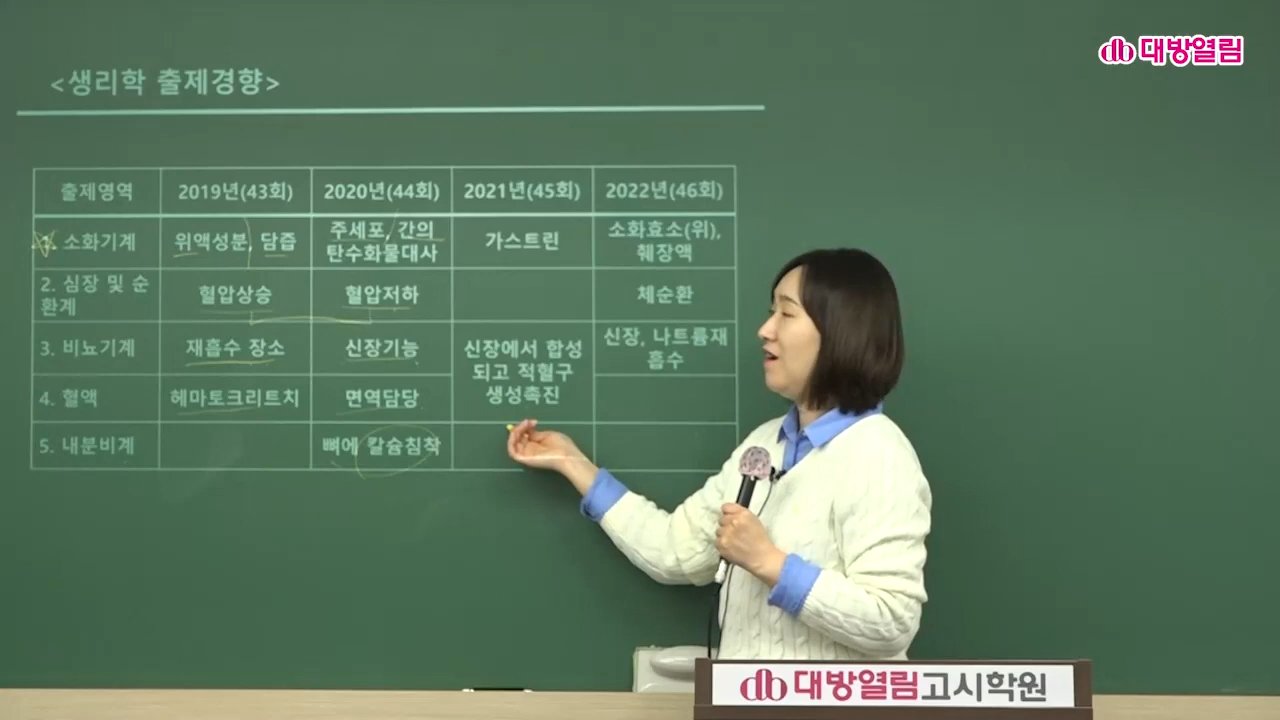 대방열림
<생리학 출제경향>
출제영역 2019년(43회) 2020년(44회) 2021년(45회) 2022년(46회)
소화기계 위액성분, 담즙 주세포, 간의 탄수화물대사 가스트린 소화효소(위), 췌장액
2. 심장 및 순환계 혈압상승 혈압저하 체순환
3. 비뇨기계 재흡수 장소 신장기능 신장에서 합성되고 적혈구 생성촉진 신장, 나트륨재흡수
4. 혈액 헤마토크리트치 면역담당
5. 내분비계 뼈에 칼슘침착
대방열림고시학원